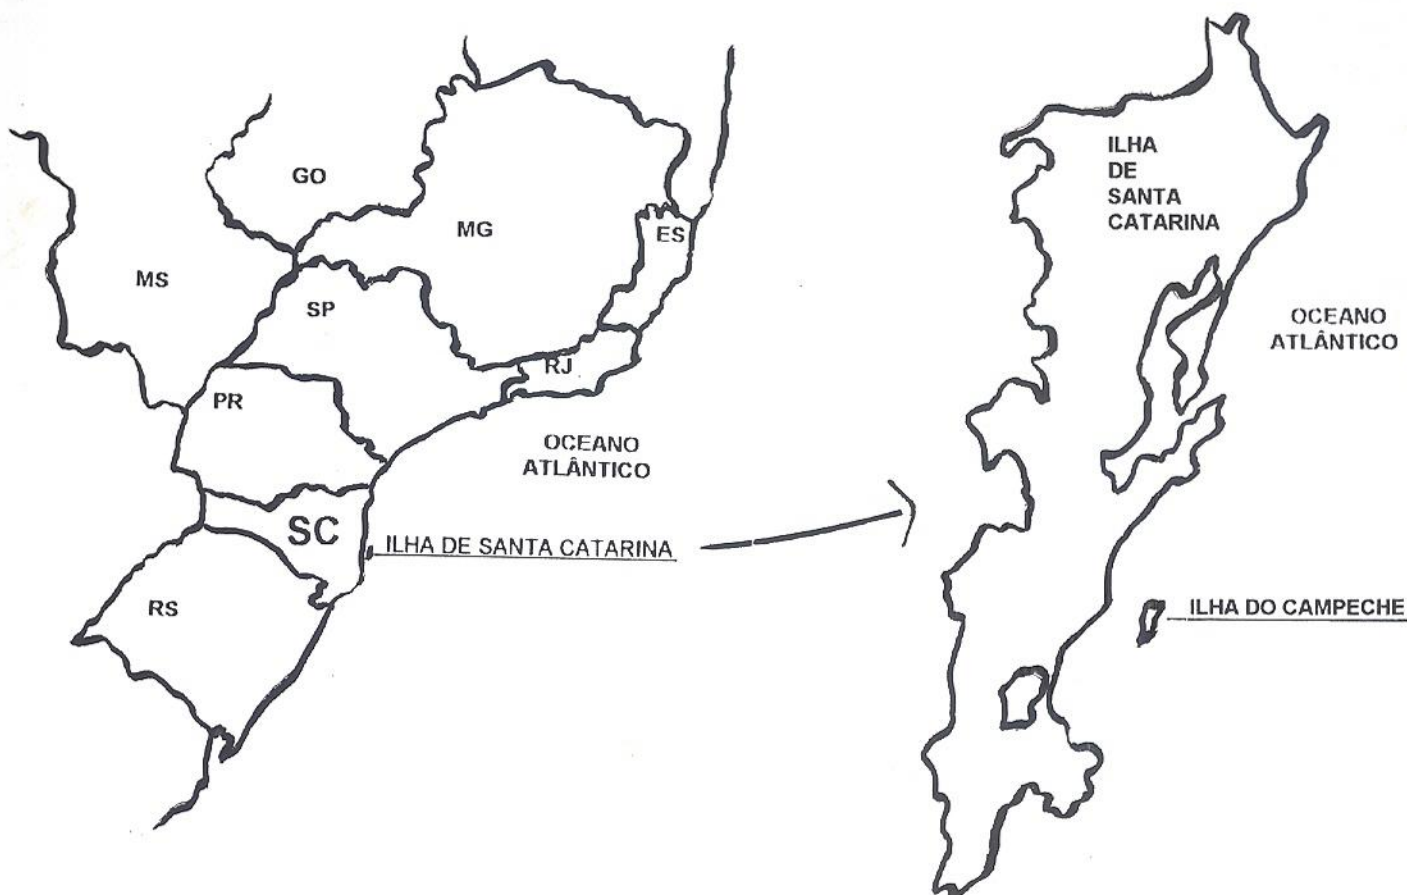 GO
MG
ES
MS
SP
RJ
PR
OCEANO
ATLÂNTICO
SC
ILHA DE SANTA CATARINA
RS
ILHA
DE
SANTA
CATARINA
OCEANO
ATLÂNTICO
ILHA DO CAMPECHE